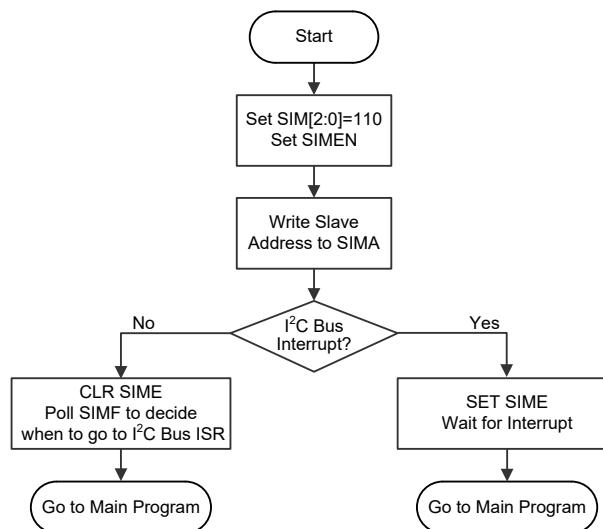 Start
Set SIM[2:0]=110
Set SIMEN
Write Slave
Address to SIMA
I²C Bus
Interrupt?
No
Yes
CLR SIME
Poll SIMF to decide
when to go to I²C Bus ISR
SET SIME
Wait for Interrupt
Go to Main Program
Go to Main Program